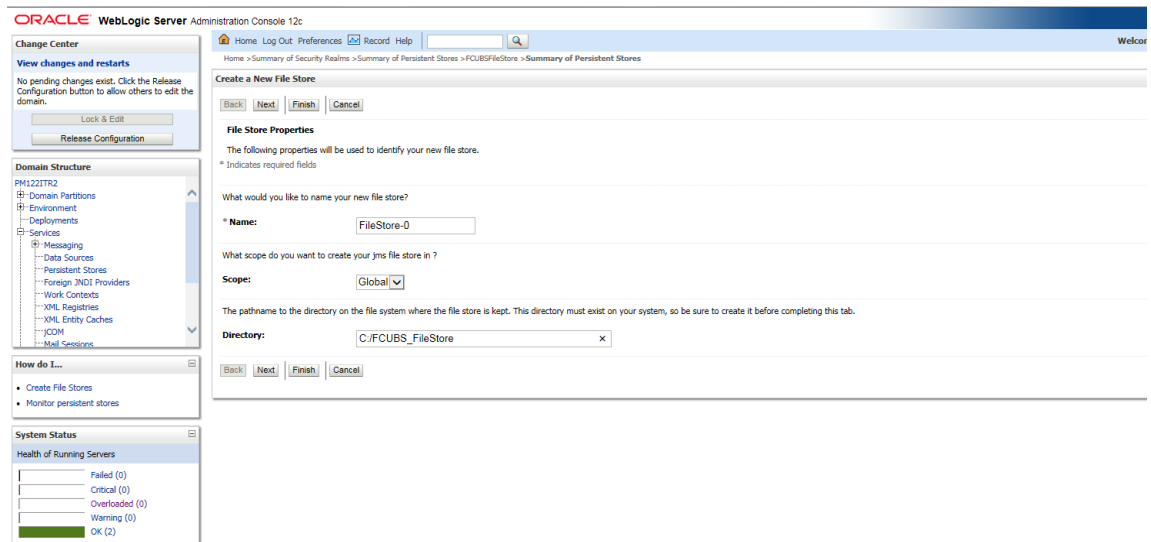 ORACLE WebLogic Server Administration Console 12c
Change Center
View changes and restarts
No pending changes exist. Click the Release
Configuration button to allow others to edit the
domain.
Lock & Edit
Release Configuration
Domain Structure
PM122ITR2
Domain Partitions
Environment
Deployments
Services
Messaging
Data Sources
Persistent Stores
Foreign JNDI Providers
Work Contexts
XML Registries
XML Entity Caches
jCOM
Mail Sessions
How do I...
Create File Stores
Monitor persistent stores
System Status
Health of Running Servers
Failed (0)
Critical (0)
Overloaded (0)
Warning (0)
OK (2)
Home Log Out Preferences Record Help
Home >Summary of Security Realms >Summary of Persistent Stores >FCUBSFileStore >Summary of Persistent Stores
Create a New File Store
Back Next Finish Cancel
File Store Properties
The following properties will be used to identify your new file store.
* Indicates required fields
What would you like to name your new file store?
* Name: FileStore-0
What scope do you want to create your jms file store in ?
Scope: Global
The pathname to the directory on the file system where the file store is kept. This directory must exist on your system, so be sure to create it before completing this tab.
Directory: C:/FCUBS_FileStore
Back Next Finish Cancel